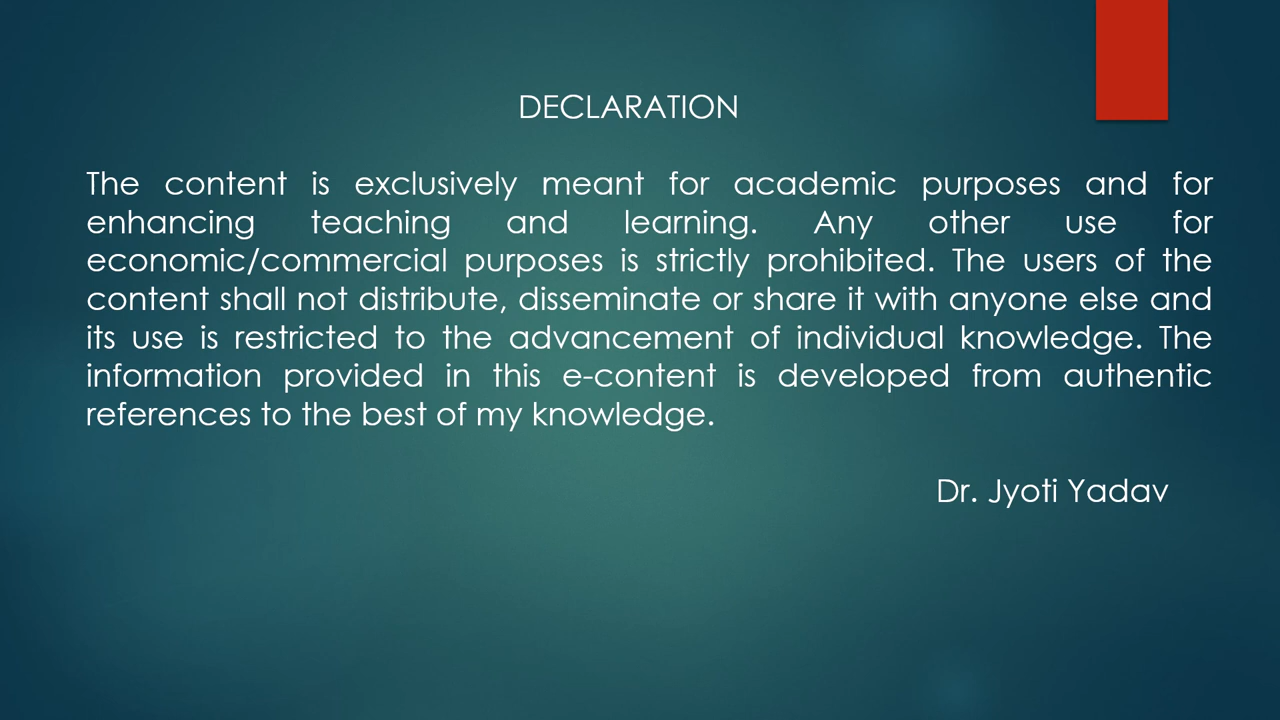 DECLARATION
The content is exclusively meant for academic purposes and for
enhancing teaching and learning. Any other use for
economic/commercial purposes is strictly prohibited. The users of the
content shall not distribute, disseminate or share it with anyone else and
its use is restricted to the advancement of individual knowledge. The
information provided in this e-content is developed from authentic
references to the best of my knowledge.
Dr. Jyoti Yadav